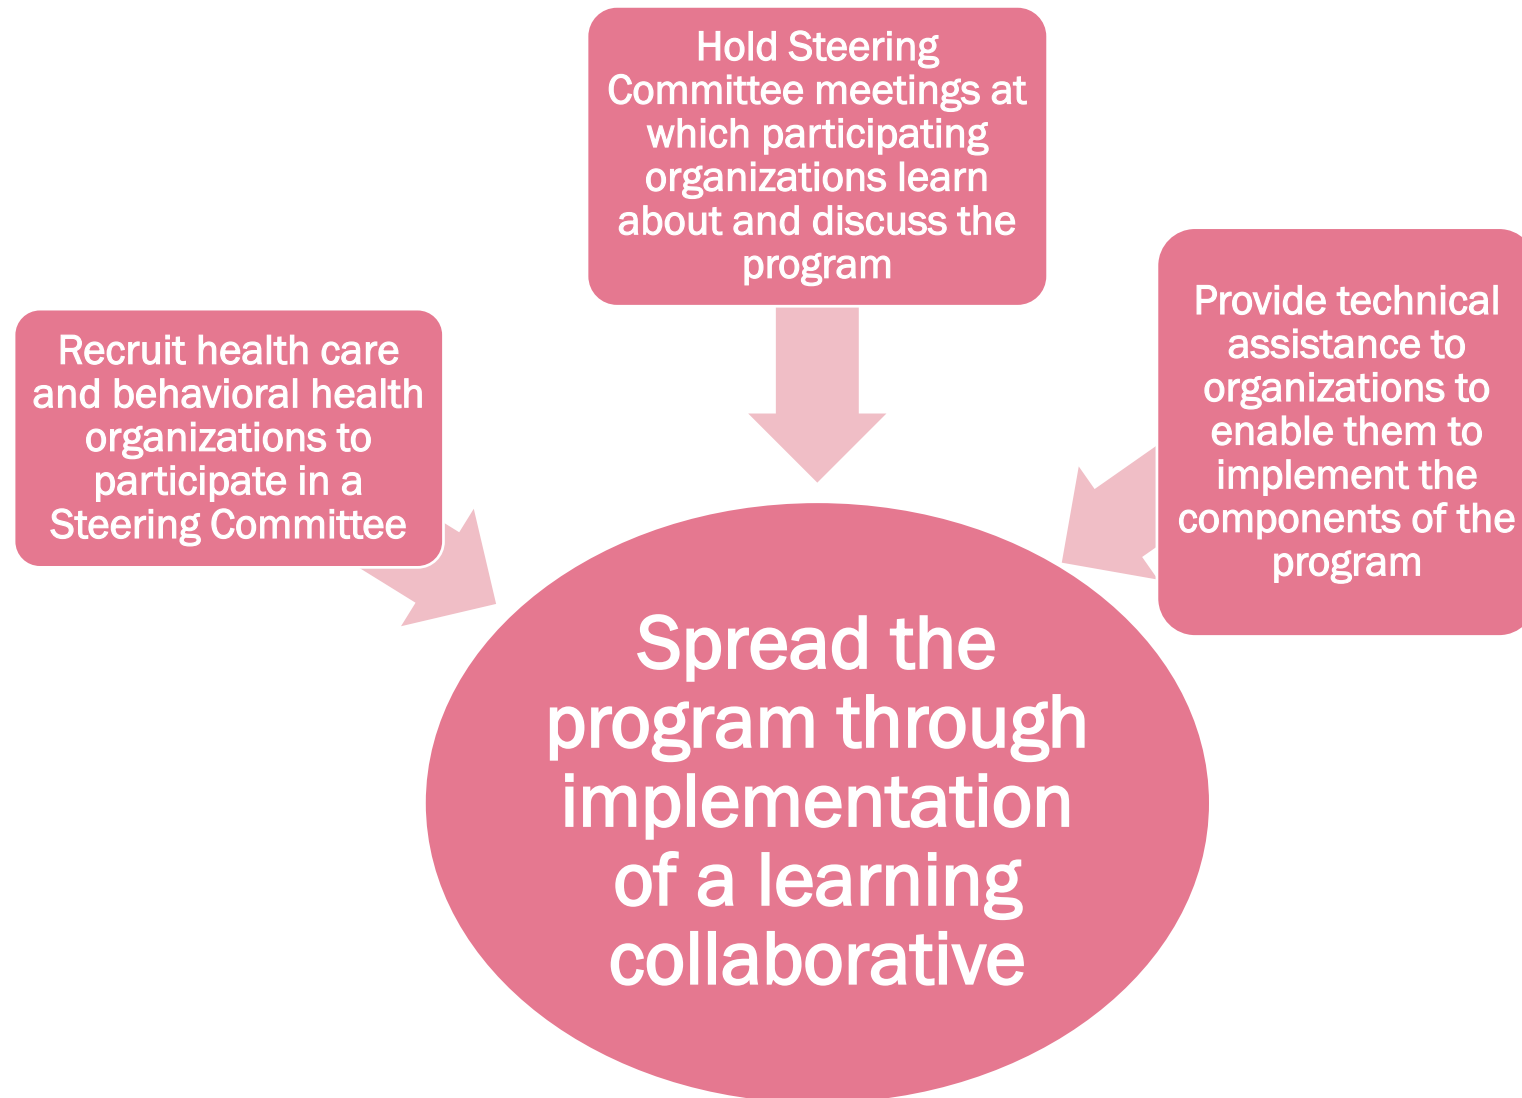 Hold Steering
Committee meetings at
which participating
organizations learn
about and discuss the
program
Recruit health care
and behavioral health
organizations to
participate in a
Steering Committee
Provide technical
assistance to
organizations to
enable them to
implement the
components of the
program
Spread the
program through
implementation
of a learning
collaborative